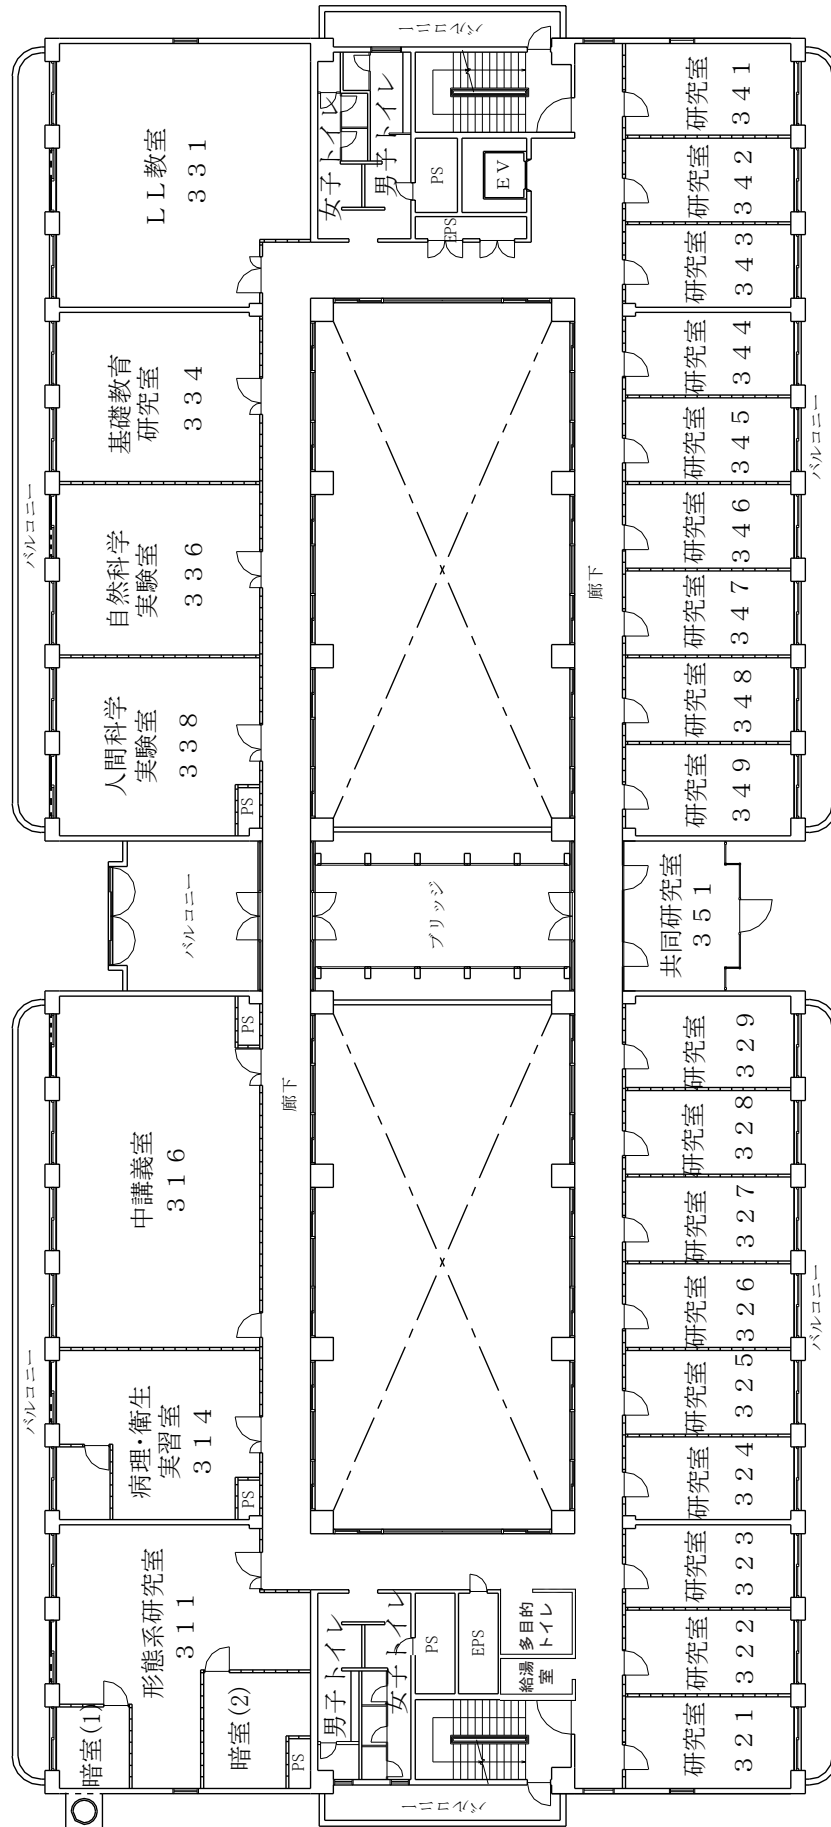 バルコニー
LL教室
331
女子トイレ
男子トイレ
PS
EV
EPS
研究室
341
研究室
342
研究室
343
基礎教育
研究室
334
研究室
344
研究室
345
バルコニー
バルコニー
自然科学
実験室
336
廊下
研究室
346
研究室
347
人間科学
実験室
338
PS
研究室
348
研究室
349
バルコニー
ブリッジ
共同研究室
351
中講義室
316
PS
廊下
研究室
329
研究室
328
研究室
327
研究室
326
バルコニー
バルコニー
病理・衛生
実習室
314
PS
研究室
325
研究室
324
形態系研究室
311
暗室(1)
暗室(2)
PS
男子トイレ
女子トイレ
PS
EPS
多目的
トイレ
給湯
室
研究室
323
研究室
322
研究室
321
バルコニー